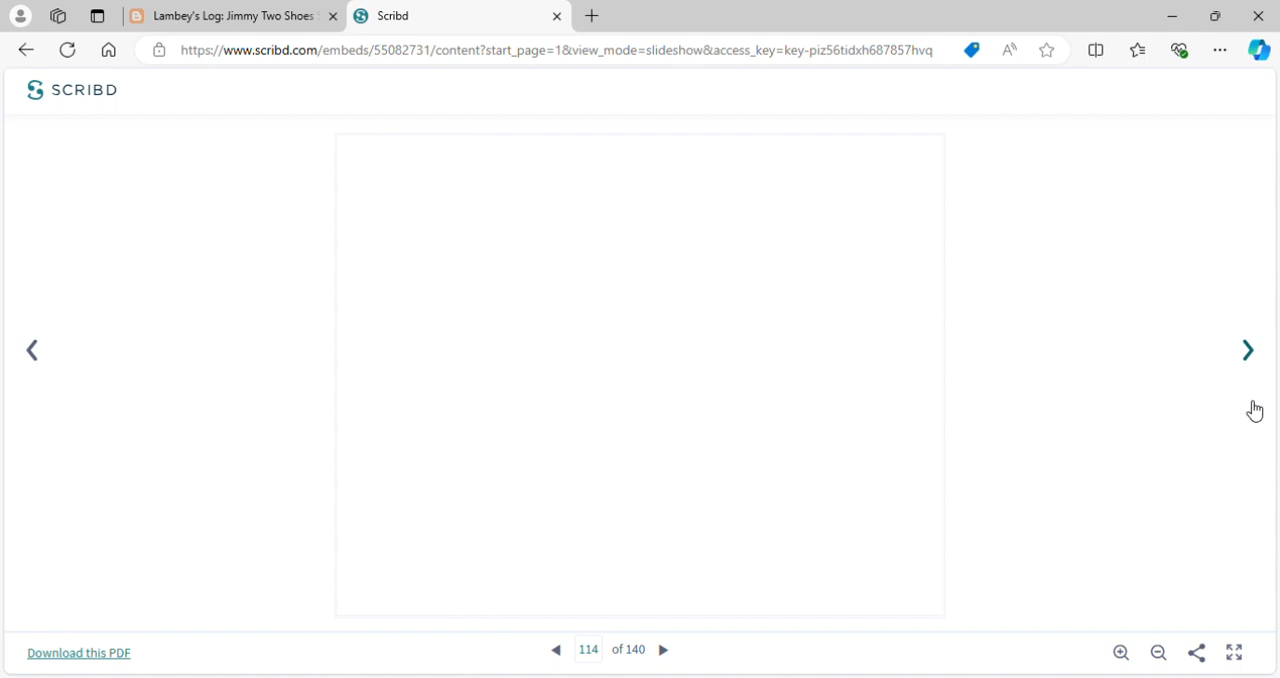 Lambey's Log: Jimmy Two Shoes
Scribd
https://www.scribd.com/embeds/55082731/content?start_page=1&view_mode=slideshow&access_key=key-piz56tidxh687857hvq
SCRIBD
Download this PDF
114 of 140